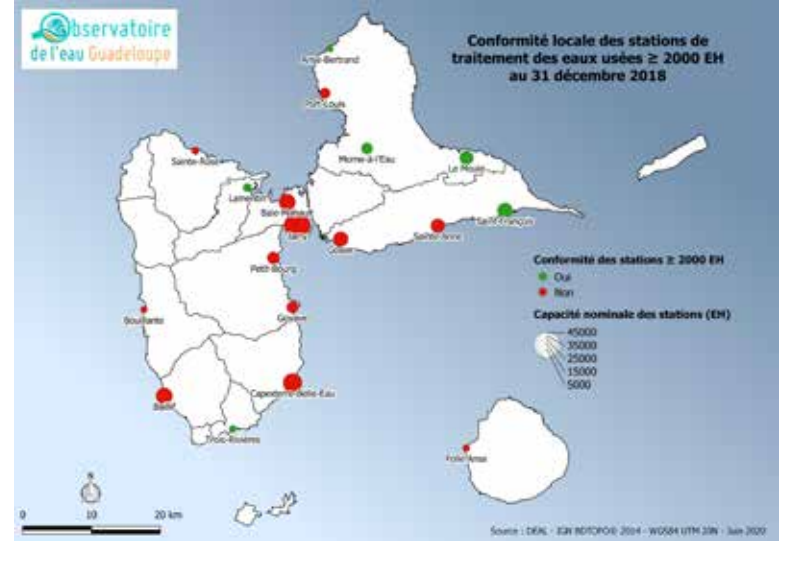 Observatoire
de l'eau Guadeloupe
Conformité locale des stations de
traitement des eaux usées ≥ 2000 EH
au 31 décembre 2018
Anse-Bertrand
Port-Louis
Morne-à-l'Eau
Le Moule
Sainte-Rose
Lamentin
Baie-Mahault
Jarry
Gosier
Sainte-Anne
Saint-François
Petit-Bourg
Goyave
Bouillante
Capesterre-Belle-Eau
Baillif
Trois-Rivières
Folle Anse
Conformité des stations ≥ 2000 EH
Oui
Non
Capacité nominale des stations (EH)
45000
35000
25000
15000
5000
N
0 10 20 km
Source : DEAL - IGN BDTOPO® 2014 - WGS84 UTM 20N - Juin 2020